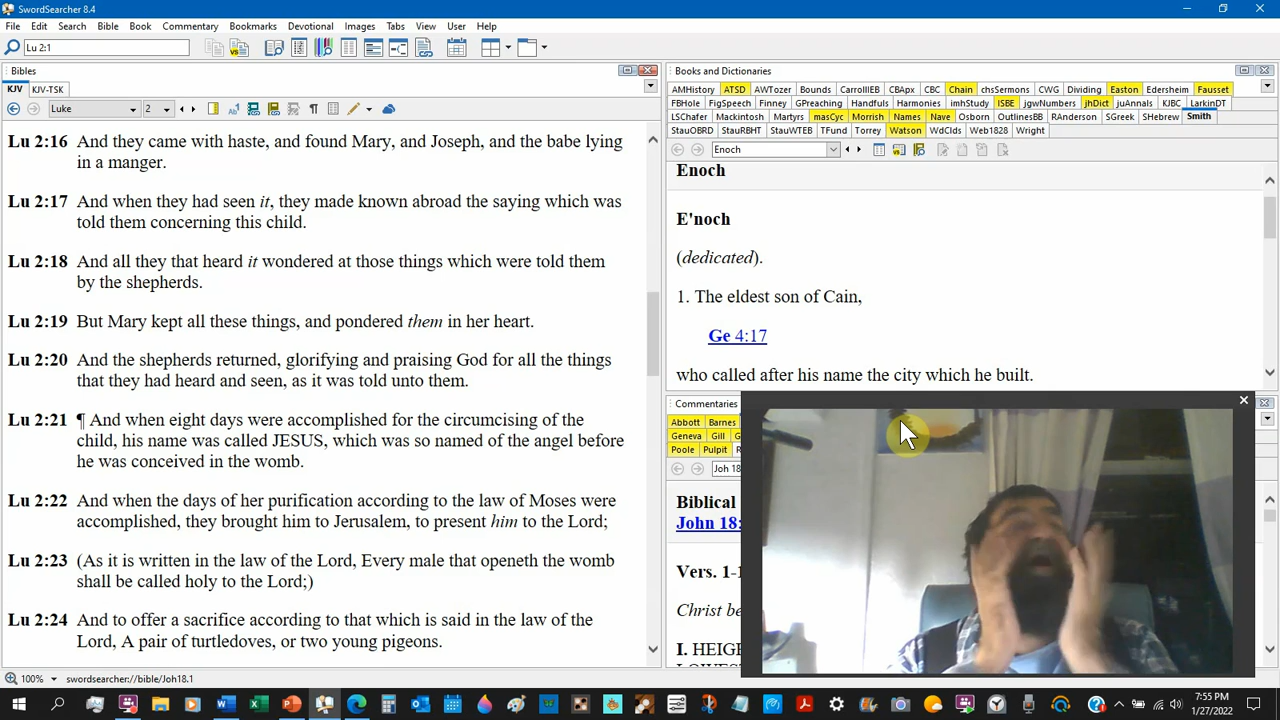 SwordSearcher 8.4
File Edit Search Bible Book Commentary Bookmarks Devotional Images Tabs View User Help
Lu 2:1
Bibles
KJV KJV-TSK
Luke 2
Lu 2:16 And they came with haste, and found Mary, and Joseph, and the babe lying
in a manger.
Lu 2:17 And when they had seen it, they made known abroad the saying which was
told them concerning this child.
Lu 2:18 And all they that heard it wondered at those things which were told them
by the shepherds.
Lu 2:19 But Mary kept all these things, and pondered them in her heart.
Lu 2:20 And the shepherds returned, glorifying and praising God for all the things
that they had heard and seen, as it was told unto them.
Lu 2:21 ¶ And when eight days were accomplished for the circumcising of the
child, his name was called JESUS, which was so named of the angel before
he was conceived in the womb.
Lu 2:22 And when the days of her purification according to the law of Moses were
accomplished, they brought him to Jerusalem, to present him to the Lord;
Lu 2:23 (As it is written in the law of the Lord, Every male that openeth the womb
shall be called holy to the Lord;)
Lu 2:24 And to offer a sacrifice according to that which is said in the law of the
Lord, A pair of turtledoves, or two young pigeons.
Books and Dictionaries
AMHistory ATSD AWTozer Bounds CarrollIEB CBApx CBC Chain chsSermons CWG Dividing Easton Edersheim Fausset
FBHole FigSpeech Finney GPreaching Handfuls Harmonies imhStudy ISBE jgwNumbers jhDict juAnnals KJBC LarkinDT
LSChafer Mackintosh Martyrs masCyc Morrish Names Nave Osborn OutlinesBB RAnderson SGreek SHebrew Smith
StauOBRD StauRBHT StauWTEB TFund Torrey Watson WdClds Web1828 Wright
Enoch
Enoch
E'noch
(dedicated).
1. The eldest son of Cain,
Ge 4:17
who called after his name the city which he built.
Commentaries
Abbott Barnes
Geneva Gill G
Poole Pulpit R
Joh 18
Biblical
John 18:
Vers. 1-1
Christ be
I. HEIGH
LOWEST
100% swordsearcher://bible/Joh18.1
7:55 PM
1/27/2022